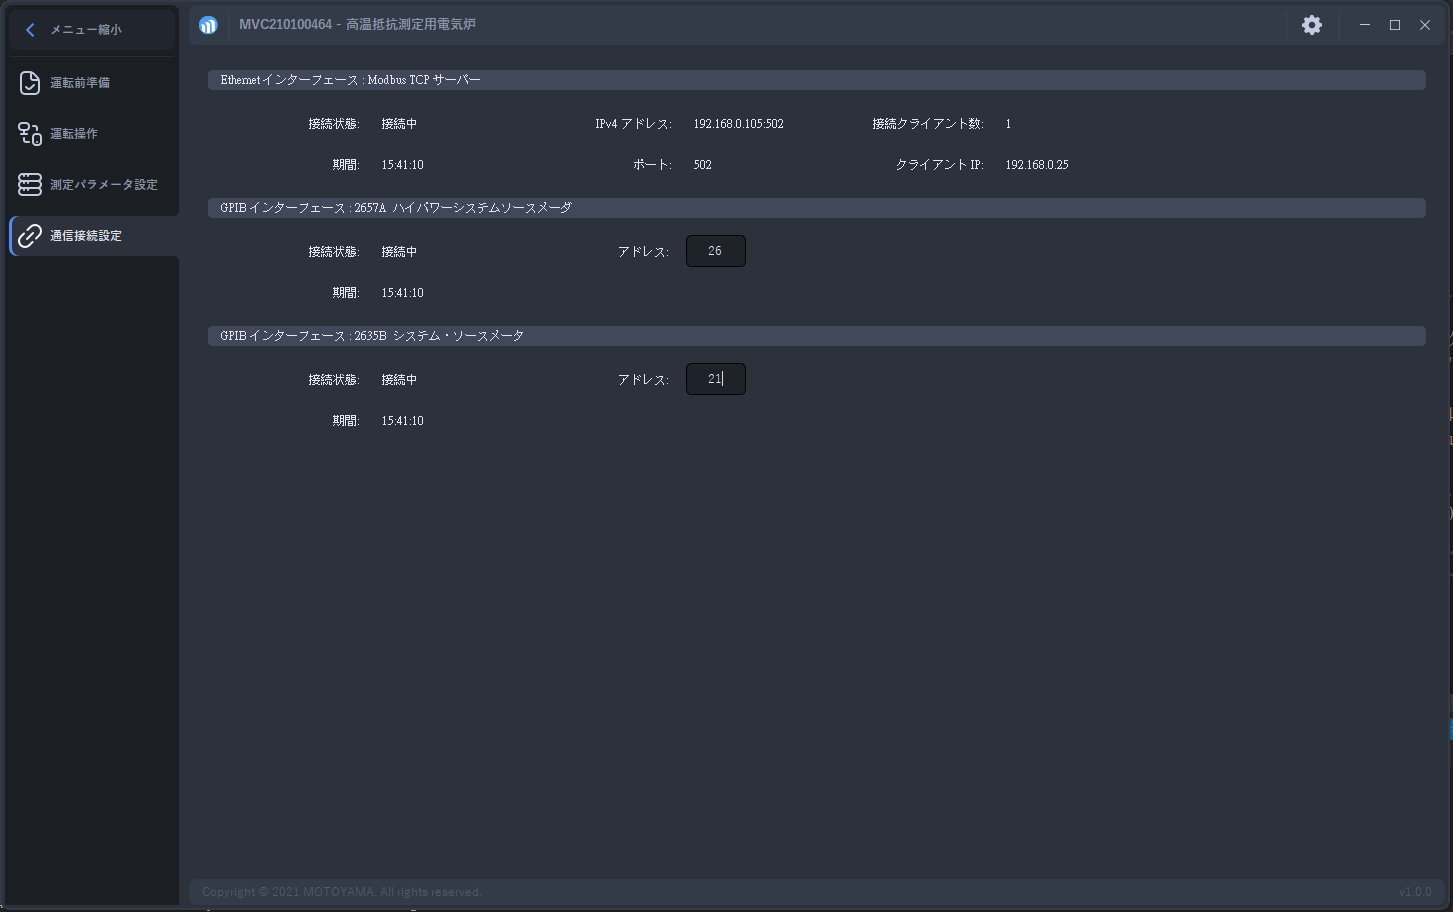 メニュー縮小
MVC210100464 - 高温抵抗測定用電気炉
運転前準備
運転操作
測定パラメータ設定
通信接続設定
Ethernet インターフェース : Modbus TCP サーバー
接続状態: 接続中 IPv4 アドレス: 192.168.0.105:502 接続クライアント数: 1
期間: 15:41:10 ポート: 502 クライアント IP: 192.168.0.25
GPIB インターフェース : 2657A ハイパワーシステムソースメーダ
接続状態: 接続中 アドレス: 26
期間: 15:41:10
GPIB インターフェース : 2635B システム・ソースメータ
接続状態: 接続中 アドレス: 21
期間: 15:41:10
Copyright © 2021 MOTOYAMA. All rights reserved. v1.0.0